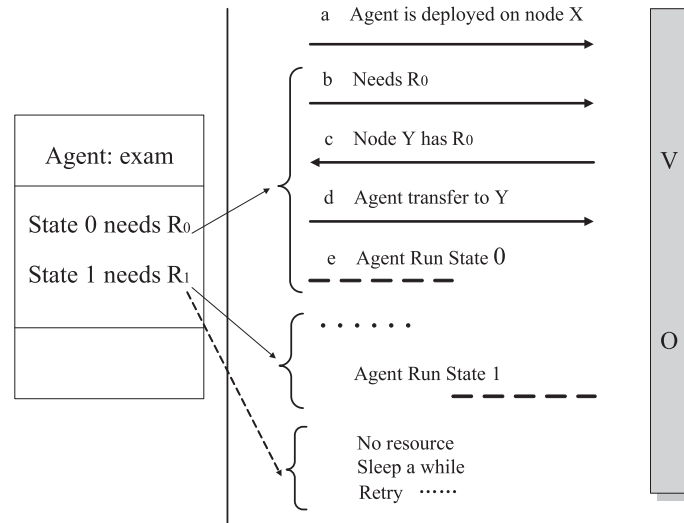 a Agent is deployed on node X
b Needs R0
c Node Y has R0
d Agent transfer to Y
e Agent Run State 0
Agent: exam
State 0 needs R0
State 1 needs R1
......
Agent Run State 1
No resource
Sleep a while
Retry ......
V
O